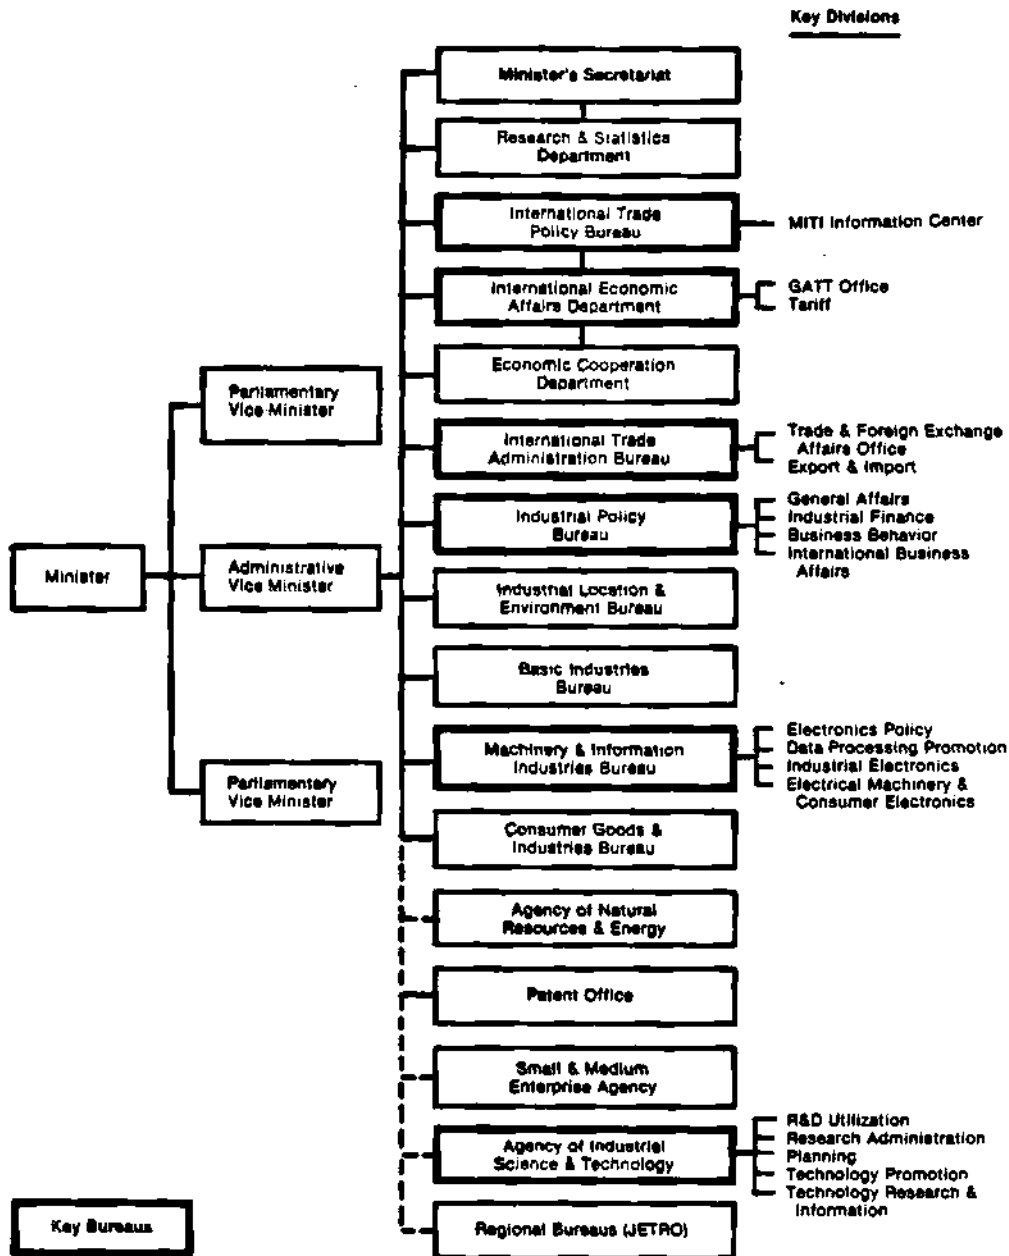 Key Divisions
Minister's Secretariat
Research & Statistics
Department
International Trade
Policy Bureau
MITI Information Center
International Economic
Affairs Department
GATT Office
Tariff
Economic Cooperation
Department
Parliamentary
Vice Minister
International Trade
Administration Bureau
Trade & Foreign Exchange
Affairs Office
Export & Import
Industrial Policy
Bureau
General Affairs
Industrial Finance
Business Behavior
International Business
Affairs
Minister
Administrative
Vice Minister
Industrial Location &
Environment Bureau
Basic Industries
Bureau
Machinery & Information
Industries Bureau
Electronics Policy
Data Processing Promotion
Industrial Electronics
Electrical Machinery &
Consumer Electronics
Parliamentary
Vice Minister
Consumer Goods &
Industries Bureau
Agency of Natural
Resources & Energy
Patent Office
Small & Medium
Enterprise Agency
Agency of Industrial
Science & Technology
R&D Utilization
Research Administration
Planning
Technology Promotion
Technology Research &
Information
Key Bureaus
Regional Bureaus (JETRO)